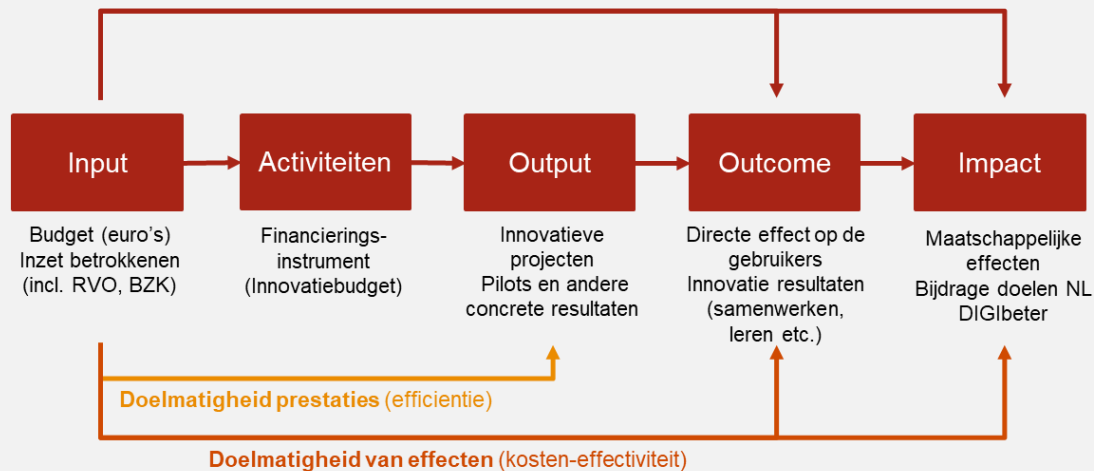 Input
Activiteiten
Output
Outcome
Impact
Budget (euro's)
Inzet betrokkenen
(incl. RVO, BZK)
Financierings-
instrument
(Innovatiebudget)
Innovatieve
projecten
Pilots en andere
concrete resultaten
Directe effect op de
gebruikers
Innovatie resultaten
(samenwerken,
leren etc.)
Maatschappelijke
effecten
Bijdrage doelen NL
DIGIbeter
Doelmatigheid prestaties (efficientie)
Doelmatigheid van effecten (kosten-effectiviteit)